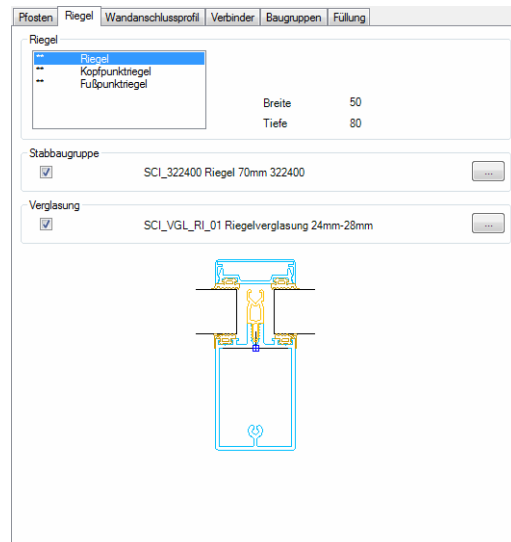 Pfosten Riegel Wandanschlussprofil Verbinder Baugruppen Füllung
Riegel
** Riegel
** Kopfpunktriegel
** Fußpunktriegel
Breite 50
Tiefe 80
Stabbaugruppe
SCI_322400 Riegel 70mm 322400 ...
Verglasung
SCI_VGL_RI_01 Riegelverglasung 24mm-28mm ...